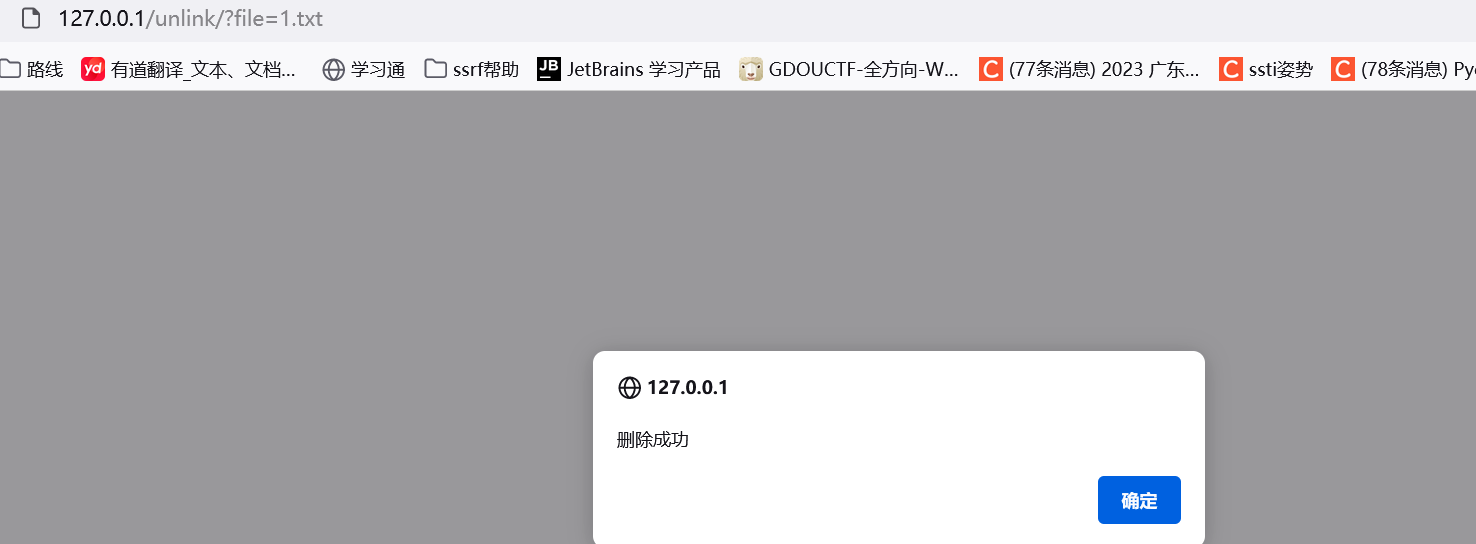 127.0.0.1/unlink/?file=1.txt
路线 yd 有道翻译_文本、文档... 学习通 ssrf帮助 JB JetBrains 学习产品 GDOUCTF-全方向-W... C (77条消息) 2023 广东... C ssti姿势 C (78条消息) Pyc
127.0.0.1
删除成功
确定